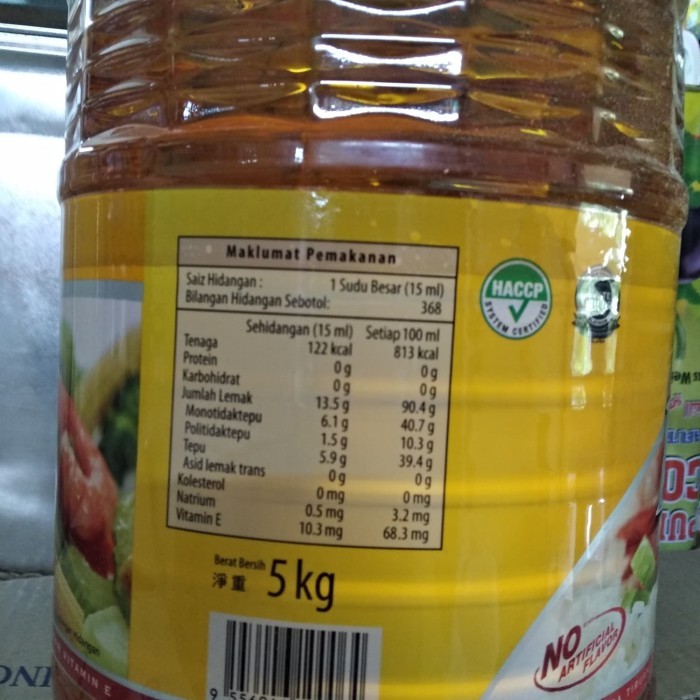 Maklumat Pemakanan
Saiz Hidangan : 1 Sudu Besar (15 ml)
Bilangan Hidangan Sebotol: 368
Sehidangan (15 ml) Setiap 100 ml
Tenaga 122 kcal 813 kcal
Protein 0 g 0 g
Karbohidrat 0 g 0 g
Jumlah Lemak 13.5 g 90.4 g
Monotidaktepu 6.1 g 40.7 g
Politidaktepu 1.5 g 10.3 g
Tepu 5.9 g 39.4 g
Asid lemak trans 0 g 0 g
Kolesterol 0 mg 0 mg
Natrium 0.5 mg 3.2 mg
Vitamin E 10.3 mg 68.3 mg
HACCP
SYSTEM CERTIFIED
Berat Bersih
淨重 5 kg
NO
ARTIFICIAL
FLAVOR
VITAMIN E